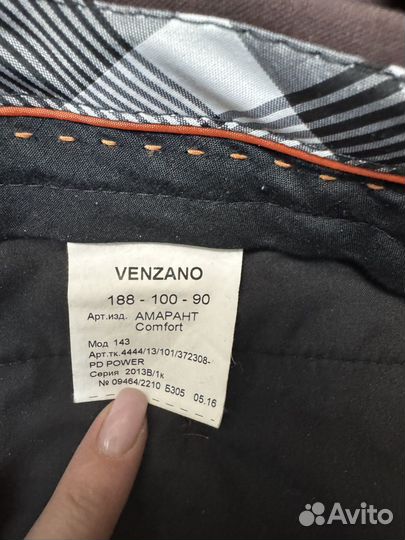 VENZANO
188 - 100 - 90
Арт.изд. АМАРАНТ
Comfort
Мод 143
Арт.тк. 4444/13/101/372308-
PD POWER
Серия 2013В/1к
№ 09464/2210 Б305 05.16
Avito